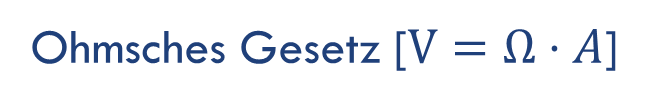 Ohmsches Gesetz [V = Ω · A]